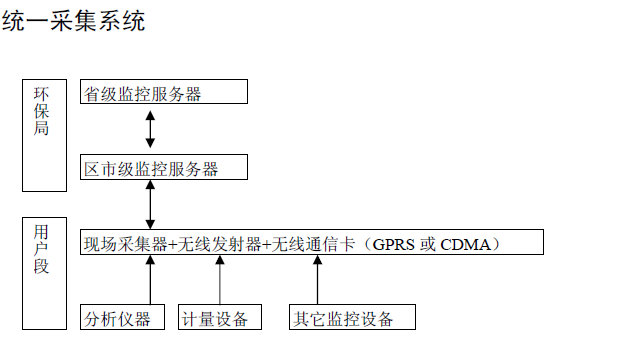 统一采集系统
环保局
省级监控服务器
区市级监控服务器
用户段
现场采集器+无线发射器+无线通信卡（GPRS 或 CDMA）
分析仪器
计量设备
其它监控设备